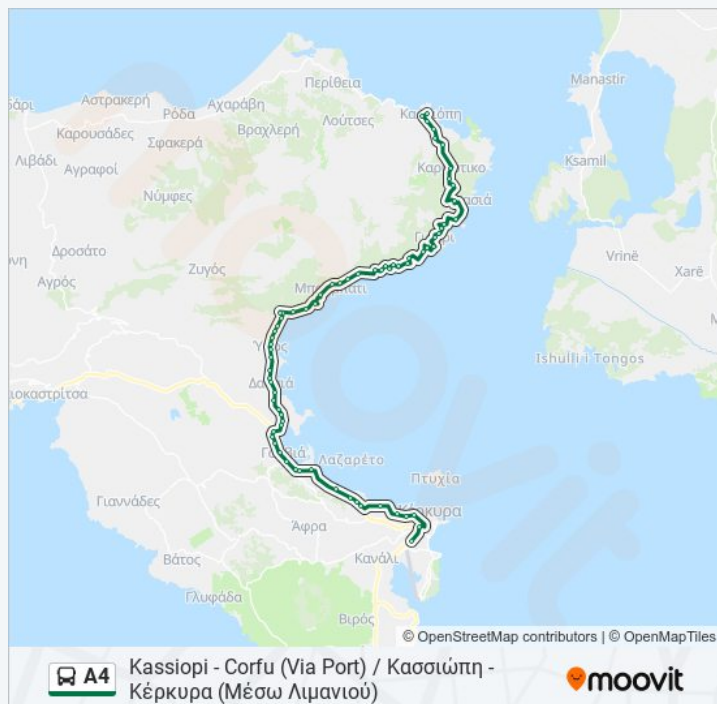 Περίθεια
Manastir
Αστρακερή
Αχαράβη
Ρόδα
Λούτσες
Καρουσάδες
Βραχλερή
Σφακερά
Ksamil
Λιβάδι
Αγραφοί
Νύμφες
Δροσάτο
Vrinë
Xarë
Ζυγός
Αγρός
Ishulli i Tongos
Λαζαρέτο
Πτυχία
Γιαννάδες
Κέρκυρα
Άφρα
Κανάλι
Βάτος
Γλυφάδα
Βιρός
© OpenStreetMap contributors | © OpenMapTiles
A4
Kassiopi - Corfu (Via Port) / Κασσιώπη -
Κέρκυρα (Μέσω Λιμανιού)
moovit